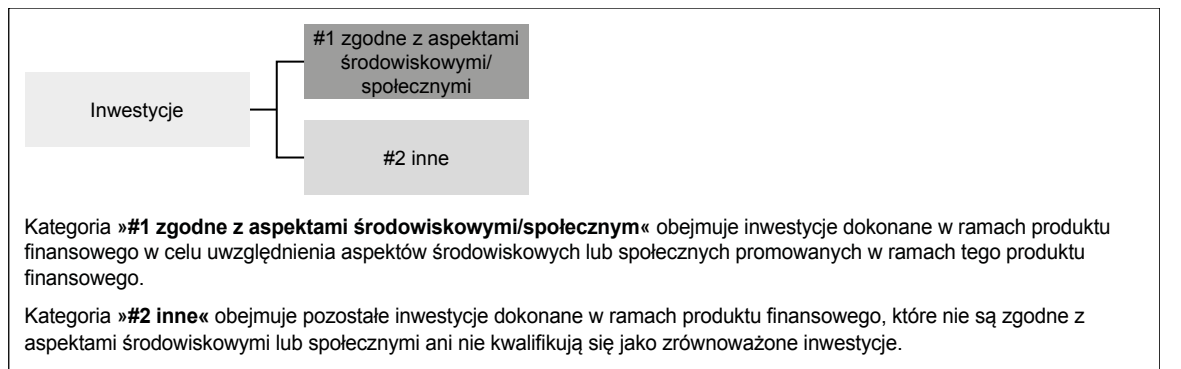 #1 zgodne z aspektami
środowiskowymi/
społecznymi
Inwestycje
#2 inne
Kategoria »#1 zgodne z aspektami środowiskowymi/społecznym« obejmuje inwestycje dokonane w ramach produktu
finansowego w celu uwzględnienia aspektów środowiskowych lub społecznych promowanych w ramach tego produktu
finansowego.
Kategoria »#2 inne« obejmuje pozostałe inwestycje dokonane w ramach produktu finansowego, które nie są zgodne z
aspektami środowiskowymi lub społecznymi ani nie kwalifikują się jako zrównoważone inwestycje.